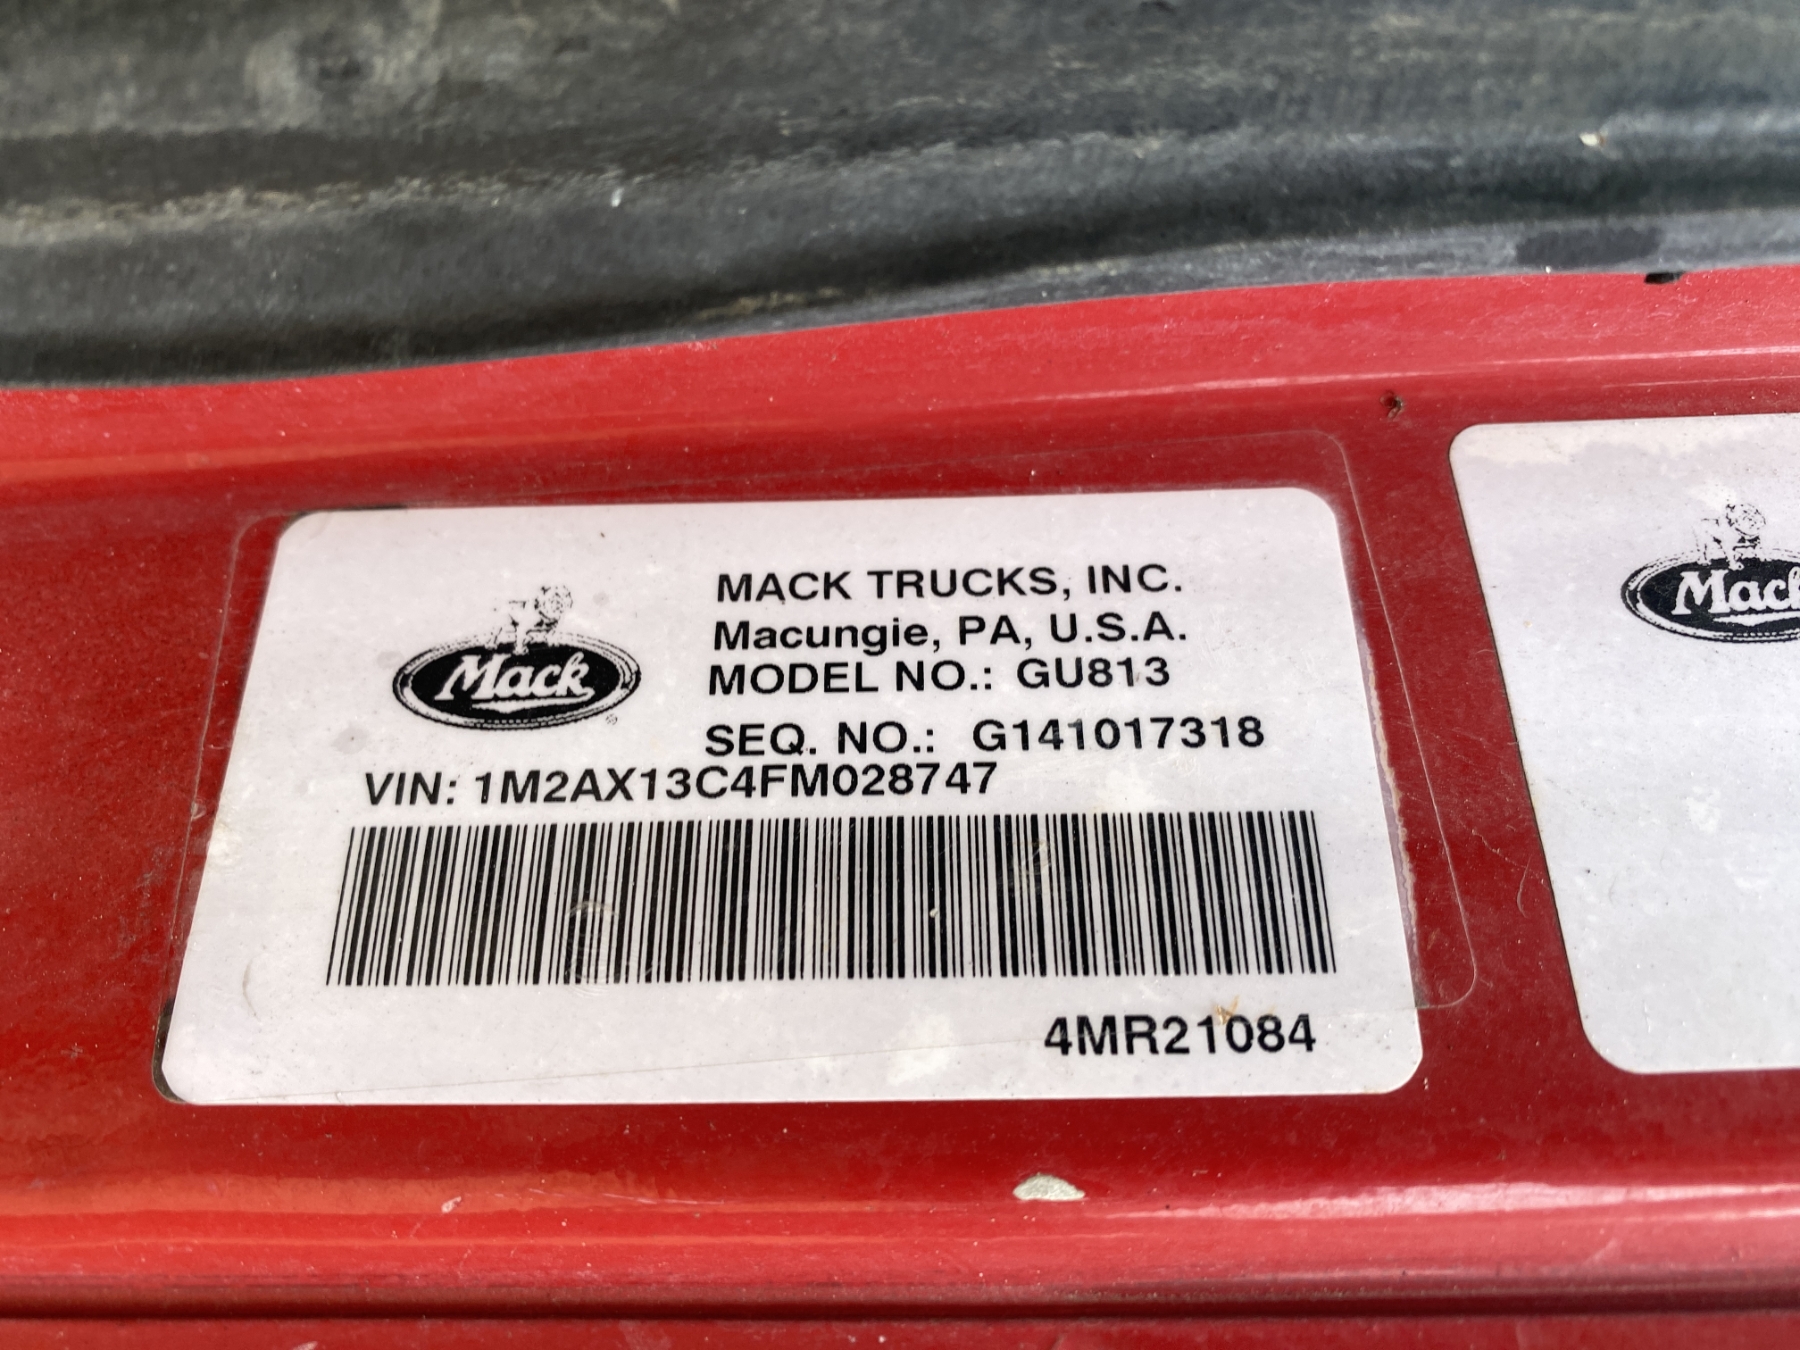 MACK TRUCKS, INC.
Macungie, PA, U.S.A.
MODEL NO.: GU813
SEQ. NO.: G141017318
VIN: 1M2AX13C4FM028747
Mack
®
4MR21084
Mack